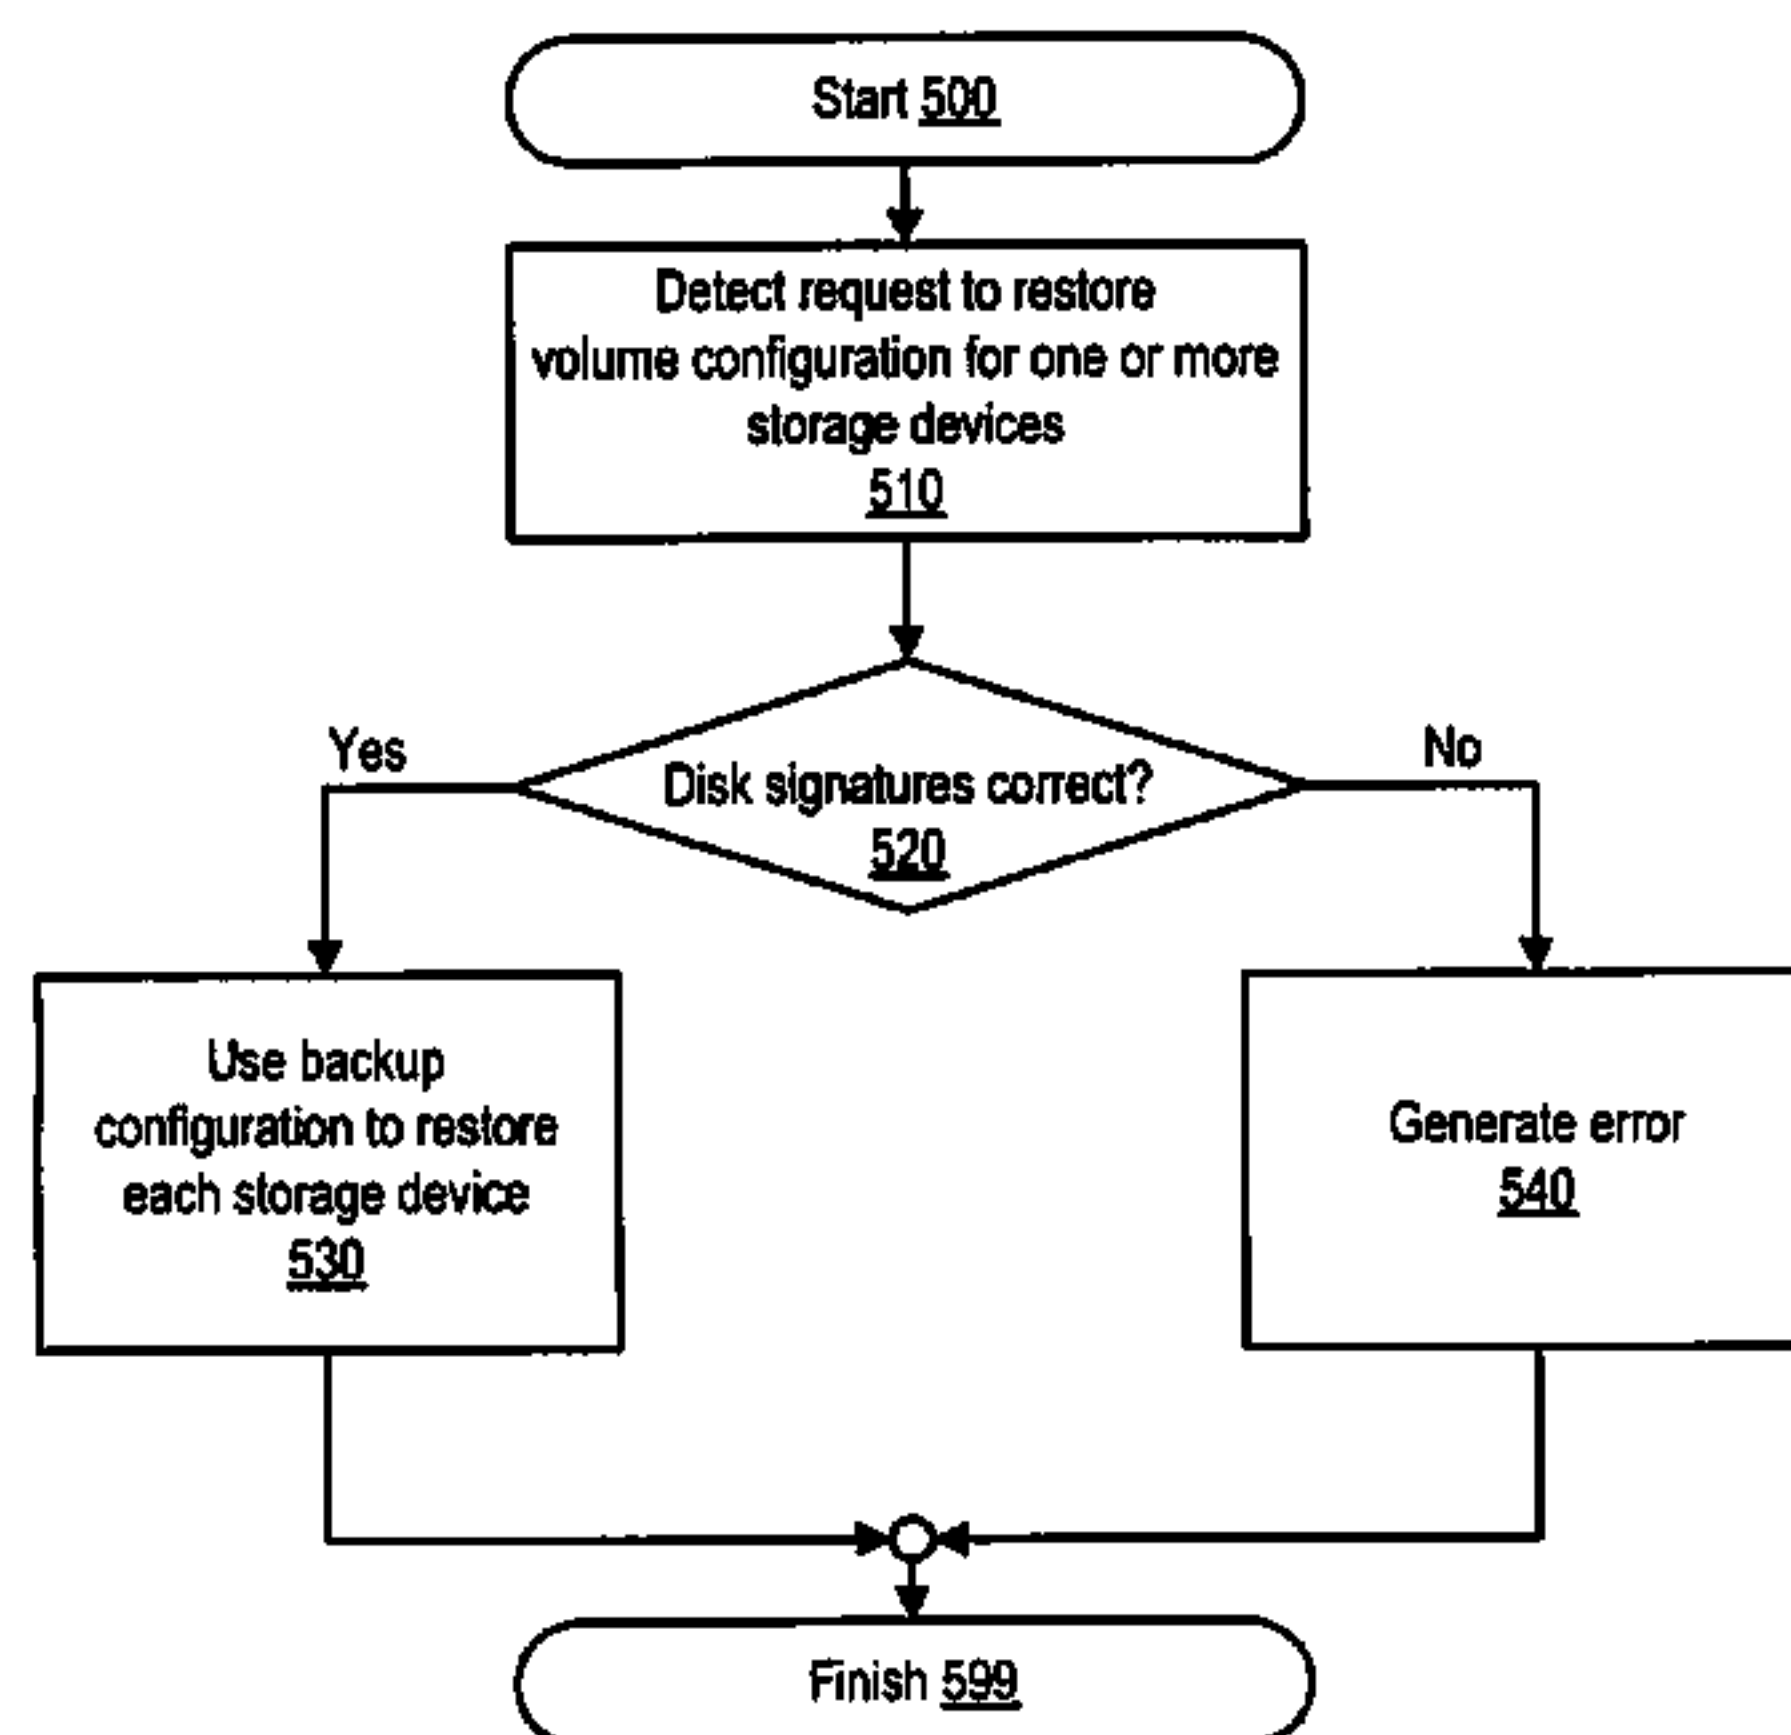 Start 500
Detect request to restore
volume configuration for one or more
storage devices
510
Yes
No
Disk signatures correct?
520
Use backup
configuration to restore
each storage device
530
Generate error
540
Finish 599